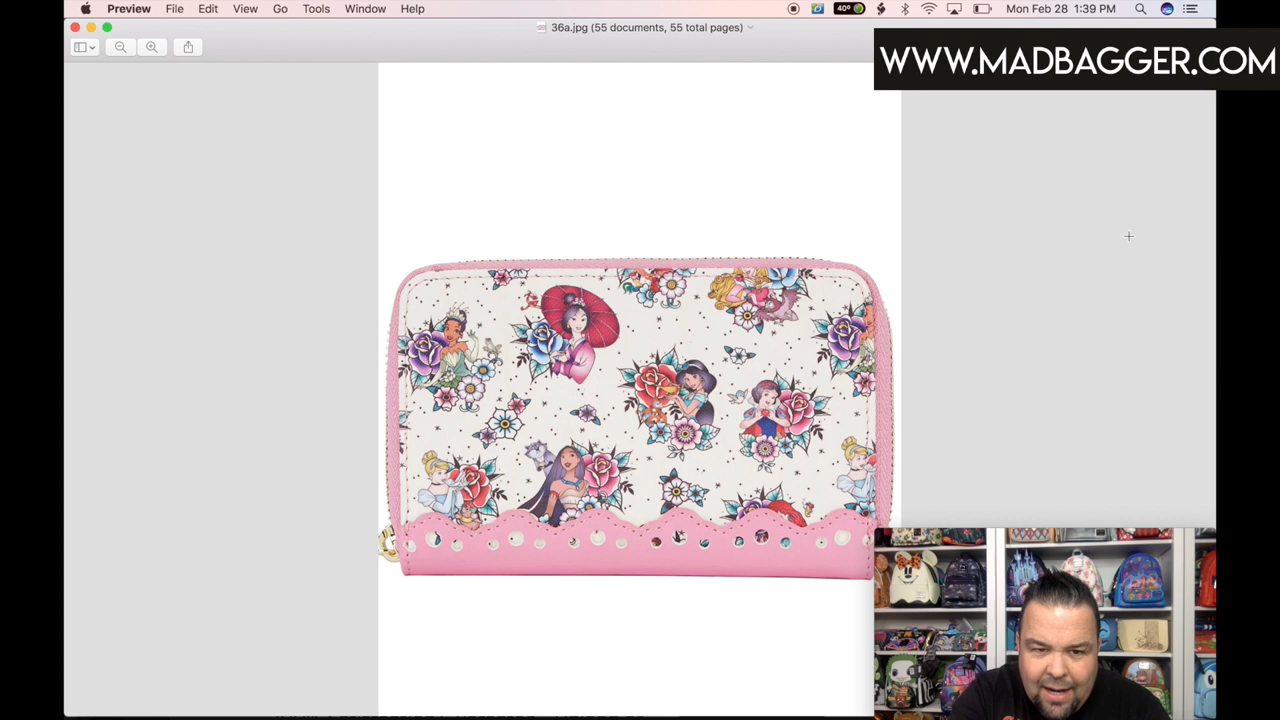 Preview File Edit View Go Tools Window Help 40° Mon Feb 28 1:39 PM
36a.jpg (55 documents, 55 total pages)
WWW.MADBAGGER.COM